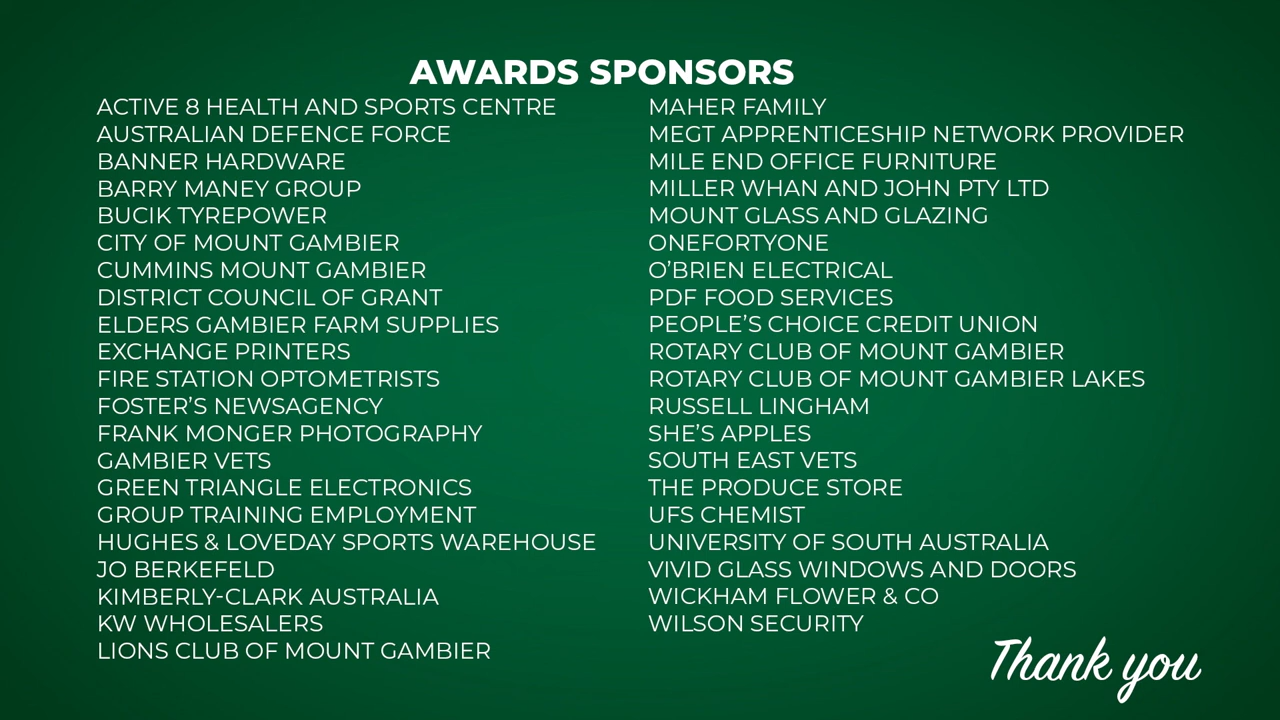 AWARDS SPONSORS
ACTIVE 8 HEALTH AND SPORTS CENTRE
AUSTRALIAN DEFENCE FORCE
BANNER HARDWARE
BARRY MANEY GROUP
BUCIK TYREPOWER
CITY OF MOUNT GAMBIER
CUMMINS MOUNT GAMBIER
DISTRICT COUNCIL OF GRANT
ELDERS GAMBIER FARM SUPPLIES
EXCHANGE PRINTERS
FIRE STATION OPTOMETRISTS
FOSTER’S NEWSAGENCY
FRANK MONGER PHOTOGRAPHY
GAMBIER VETS
GREEN TRIANGLE ELECTRONICS
GROUP TRAINING EMPLOYMENT
HUGHES & LOVEDAY SPORTS WAREHOUSE
JO BERKEFELD
KIMBERLY-CLARK AUSTRALIA
KW WHOLESALERS
LIONS CLUB OF MOUNT GAMBIER
MAHER FAMILY
MEGT APPRENTICESHIP NETWORK PROVIDER
MILE END OFFICE FURNITURE
MILLER WHAN AND JOHN PTY LTD
MOUNT GLASS AND GLAZING
ONEFORTYONE
O’BRIEN ELECTRICAL
PDF FOOD SERVICES
PEOPLE’S CHOICE CREDIT UNION
ROTARY CLUB OF MOUNT GAMBIER
ROTARY CLUB OF MOUNT GAMBIER LAKES
RUSSELL LINGHAM
SHE’S APPLES
SOUTH EAST VETS
THE PRODUCE STORE
UFS CHEMIST
UNIVERSITY OF SOUTH AUSTRALIA
VIVID GLASS WINDOWS AND DOORS
WICKHAM FLOWER & CO
WILSON SECURITY
Thank you